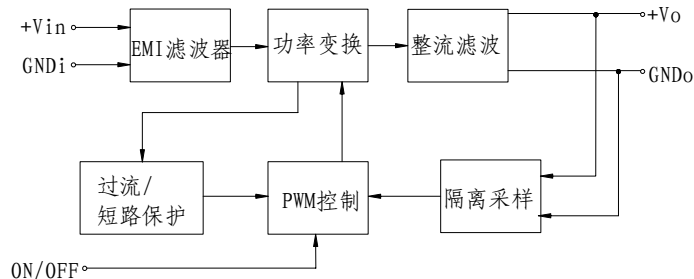 +Vin
GNDi
EMI滤波器
功率变换
整流滤波
+Vo
GNDo
过流/
短路保护
PWM控制
隔离采样
ON/OFF